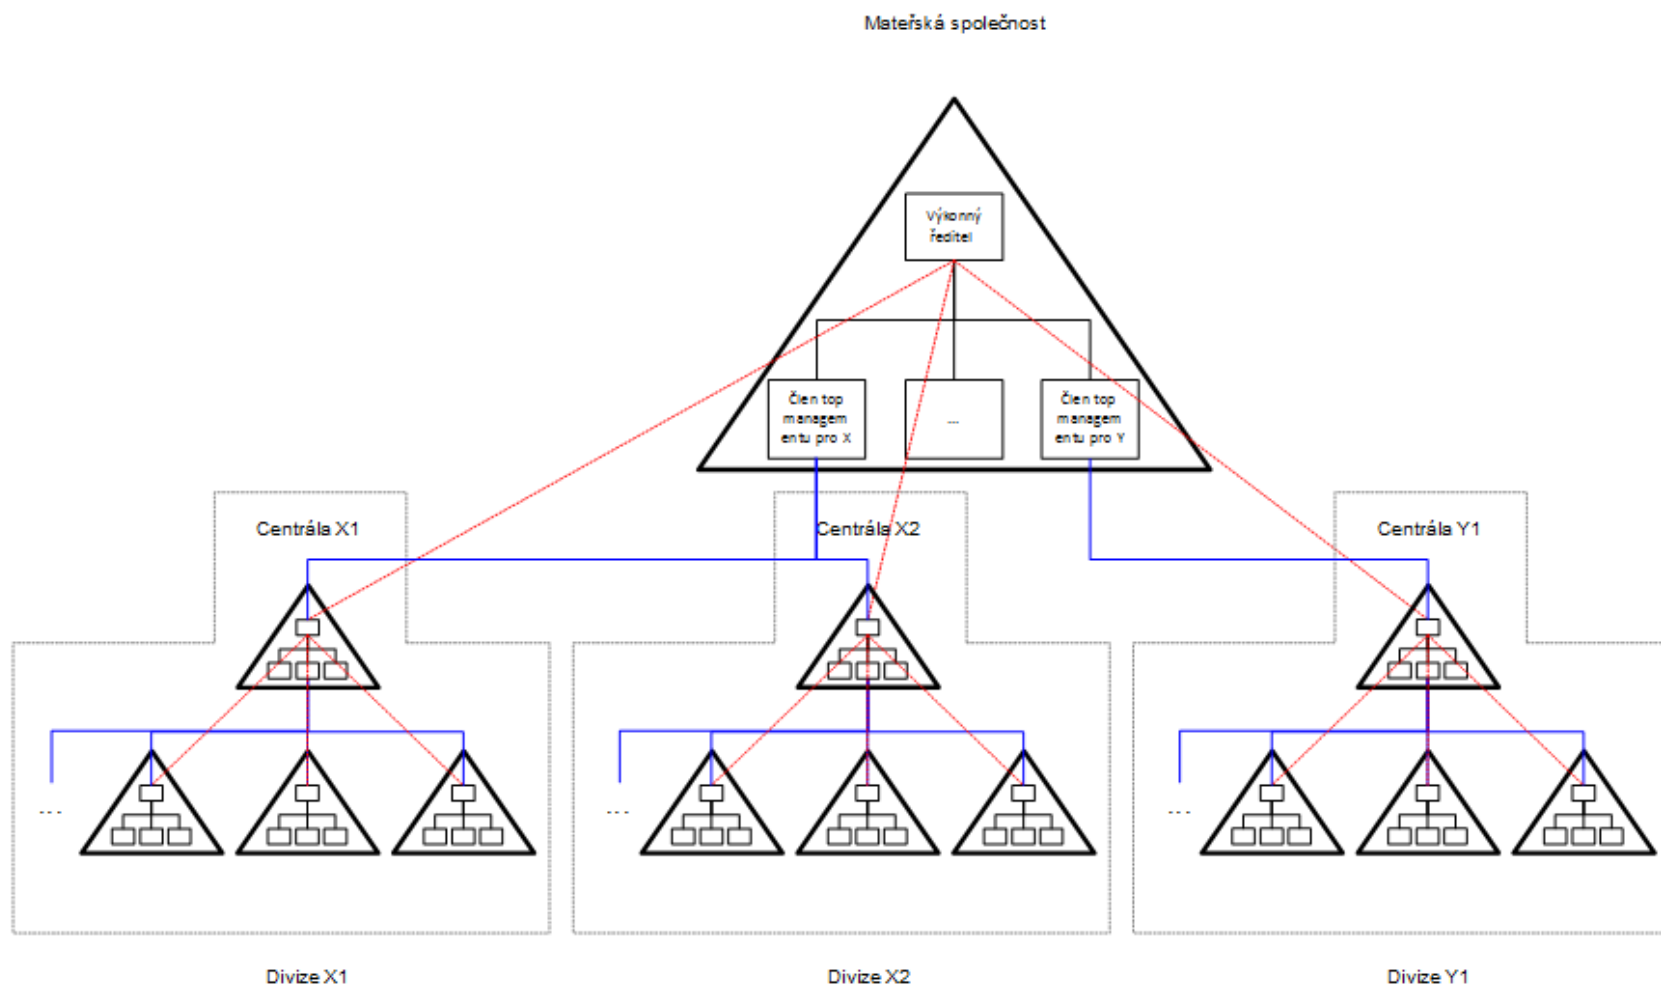 Mateřská společnost
Výkonný
ředitel
Člen top
managem
entu pro X
...
Člen top
managem
entu pro Y
Centrála X1
Centrála X2
Centrála Y1
...
...
...
Divize X1
Divize X2
Divize Y1